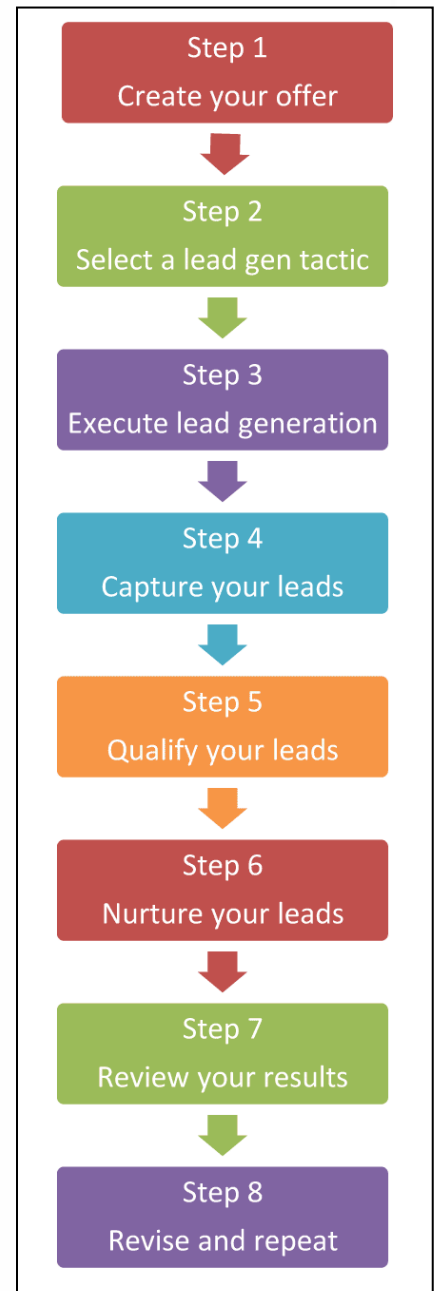 Step 1
Create your offer
Step 2
Select a lead gen tactic
Step 3
Execute lead generation
Step 4
Capture your leads
Step 5
Qualify your leads
Step 6
Nurture your leads
Step 7
Review your results
Step 8
Revise and repeat